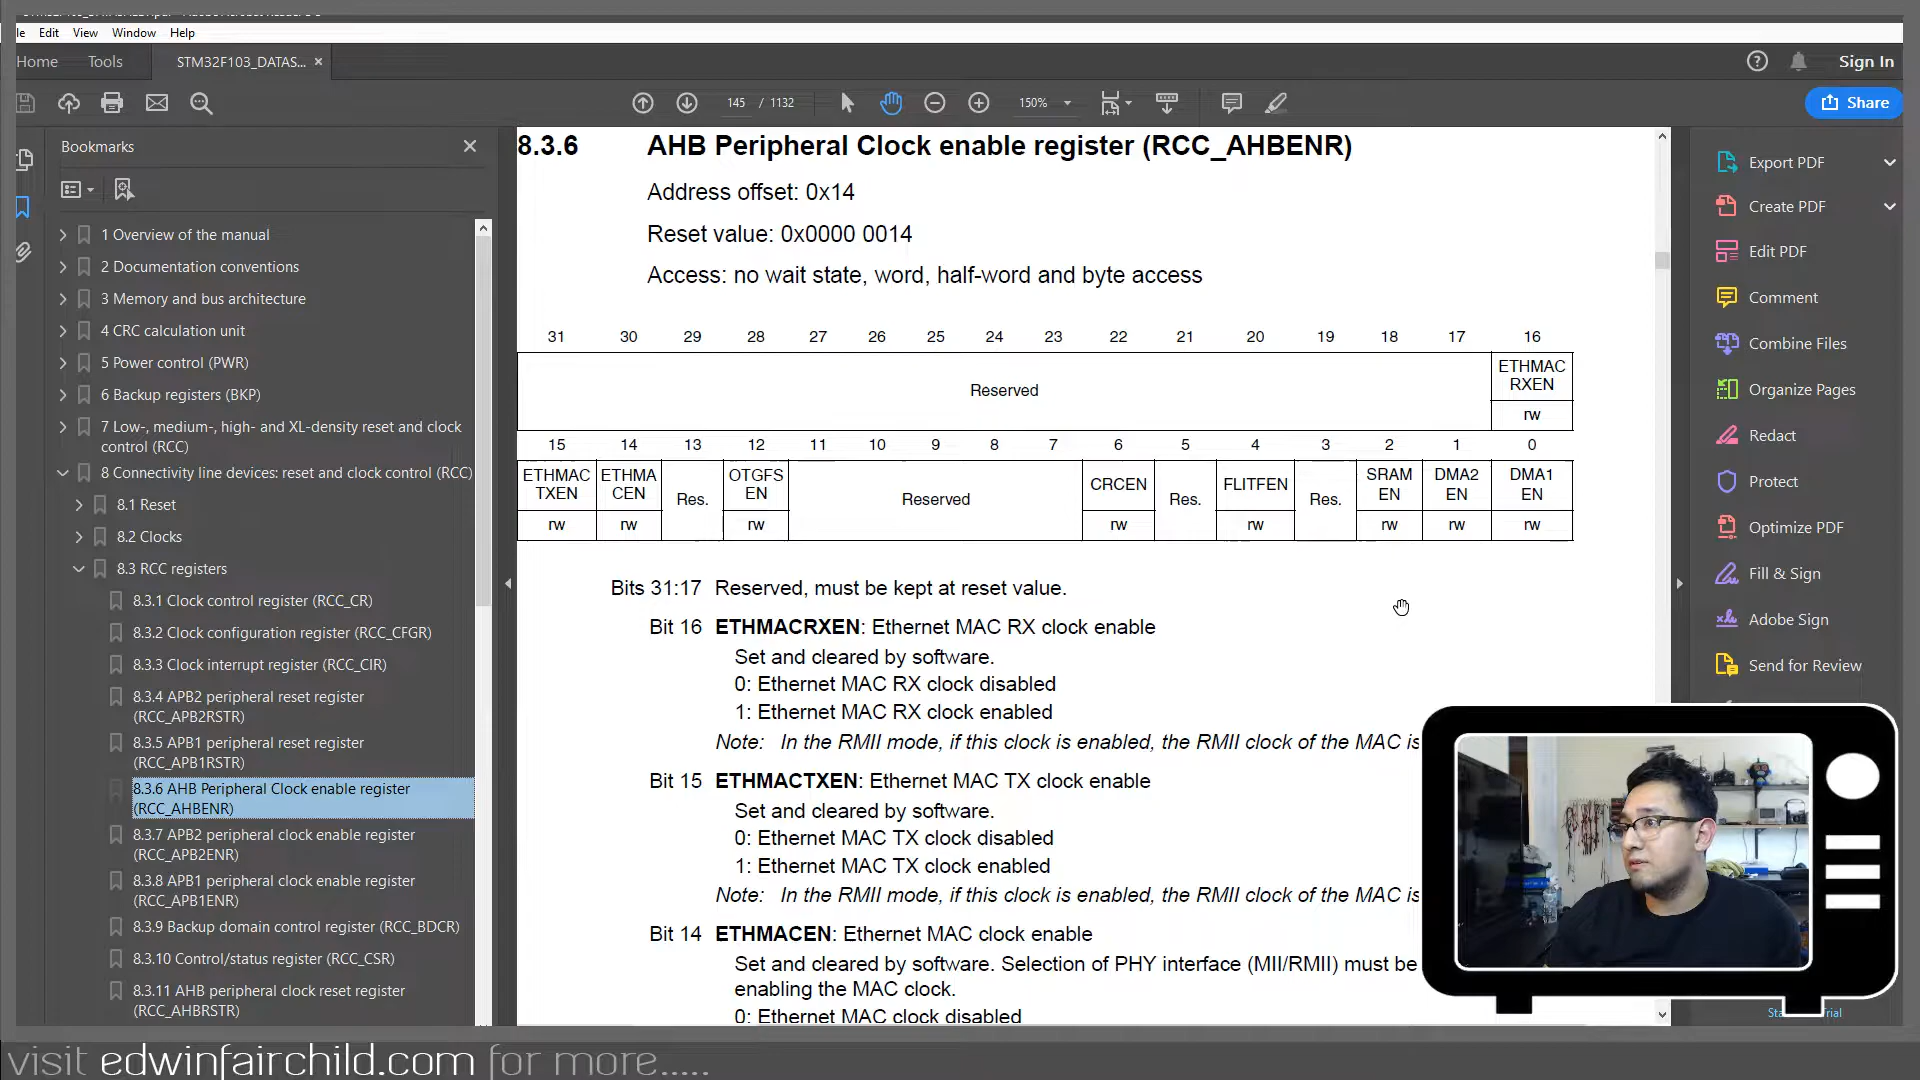 le Edit View Window Help
Home Tools STM32F103_DATAS... × Sign In
145 / 1132 150% Share
Bookmarks
1 Overview of the manual
2 Documentation conventions
3 Memory and bus architecture
4 CRC calculation unit
5 Power control (PWR)
6 Backup registers (BKP)
7 Low-, medium-, high- and XL-density reset and clock
control (RCC)
8 Connectivity line devices: reset and clock control (RCC)
8.1 Reset
8.2 Clocks
8.3 RCC registers
8.3.1 Clock control register (RCC_CR)
8.3.2 Clock configuration register (RCC_CFGR)
8.3.3 Clock interrupt register (RCC_CIR)
8.3.4 APB2 peripheral reset register
(RCC_APB2RSTR)
8.3.5 APB1 peripheral reset register
(RCC_APB1RSTR)
8.3.6 AHB Peripheral Clock enable register
(RCC_AHBENR)
8.3.7 APB2 peripheral clock enable register
(RCC_APB2ENR)
8.3.8 APB1 peripheral clock enable register
(RCC_APB1ENR)
8.3.9 Backup domain control register (RCC_BDCR)
8.3.10 Control/status register (RCC_CSR)
8.3.11 AHB peripheral clock reset register
(RCC_AHBRSTR)
8.3.6 AHB Peripheral Clock enable register (RCC_AHBENR)
Address offset: 0x14
Reset value: 0x0000 0014
Access: no wait state, word, half-word and byte access
31 30 29 28 27 26 25 24 23 22 21 20 19 18 17 16
Reserved ETHMAC RXEN
rw
15 14 13 12 11 10 9 8 7 6 5 4 3 2 1 0
ETHMAC TXEN ETHMA CEN Res. OTGFS EN Reserved CRCEN Res. FLITFEN Res. SRAM EN DMA2 EN DMA1 EN
rw rw rw rw rw rw rw rw
Bits 31:17 Reserved, must be kept at reset value.
Bit 16 ETHMACRXEN: Ethernet MAC RX clock enable
Set and cleared by software.
0: Ethernet MAC RX clock disabled
1: Ethernet MAC RX clock enabled
Note: In the RMII mode, if this clock is enabled, the RMII clock of the MAC is
Bit 15 ETHMACTXEN: Ethernet MAC TX clock enable
Set and cleared by software.
0: Ethernet MAC TX clock disabled
1: Ethernet MAC TX clock enabled
Note: In the RMII mode, if this clock is enabled, the RMII clock of the MAC is
Bit 14 ETHMACEN: Ethernet MAC clock enable
Set and cleared by software. Selection of PHY interface (MII/RMII) must be
enabling the MAC clock.
0: Ethernet MAC clock disabled
Export PDF
Create PDF
Edit PDF
Comment
Combine Files
Organize Pages
Redact
Protect
Optimize PDF
Fill & Sign
Adobe Sign
Send for Review
visit edwinfairchild.com for more.....